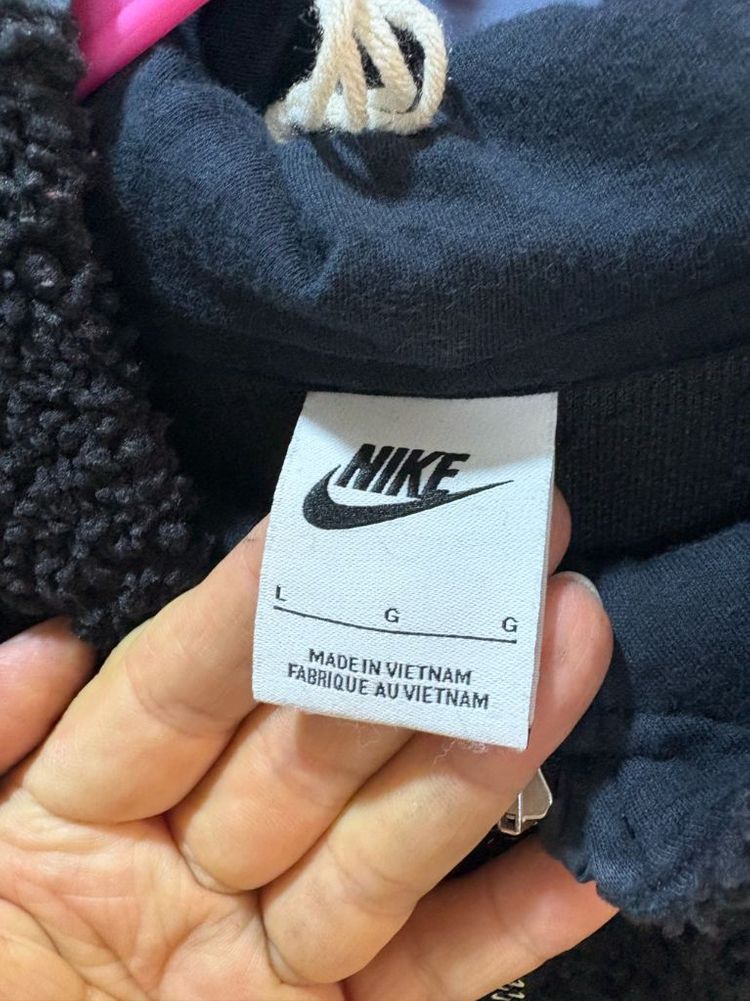 NIKE
L G G
MADE IN VIETNAM
FABRIQUE AU VIETNAM